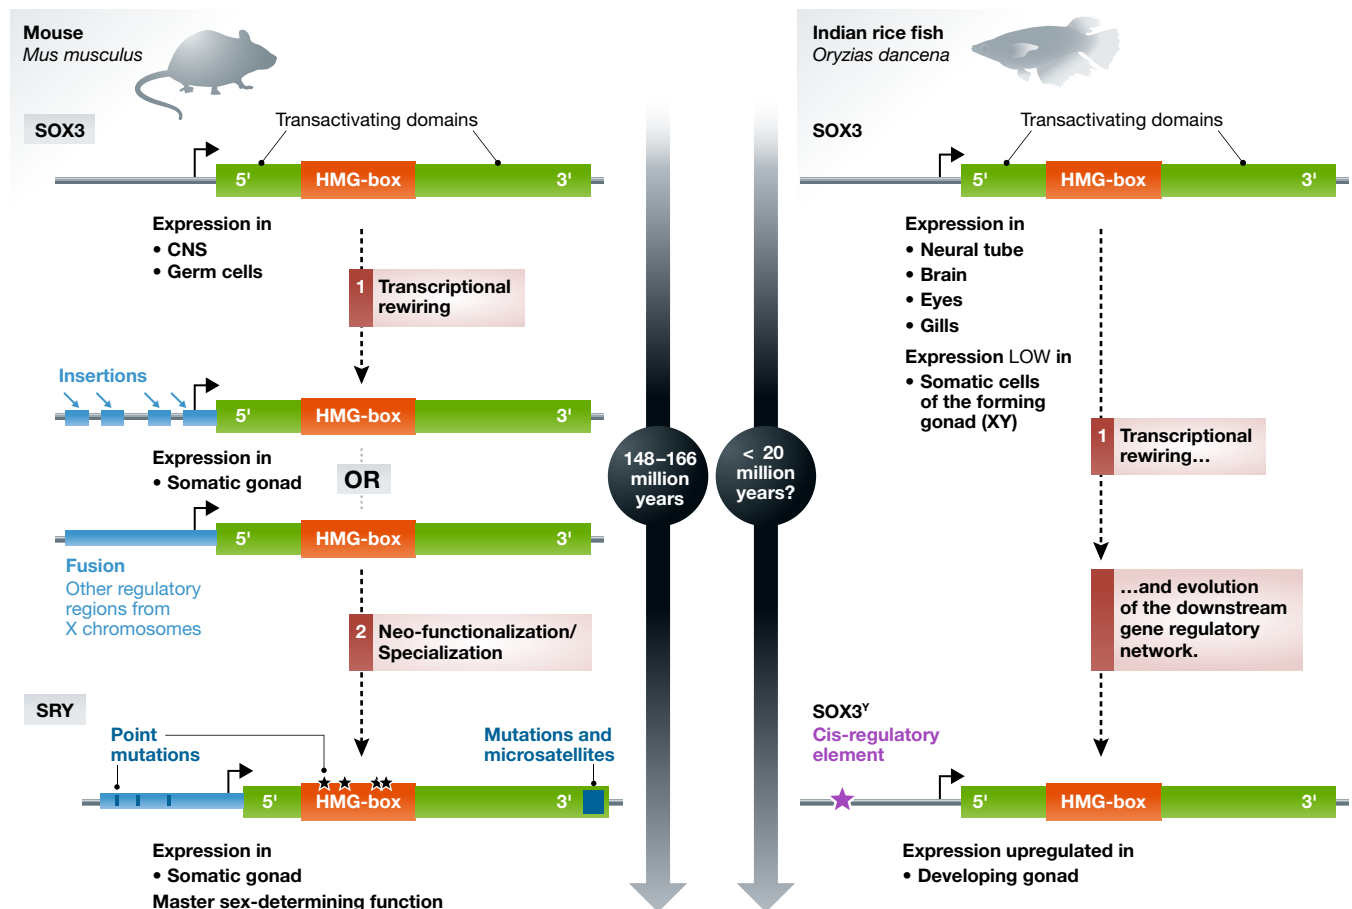 Mouse
Mus musculus
SOX3
Transactivating domains
5'
HMG-box
3'
Expression in
• CNS
• Germ cells
1
Transcriptional
rewiring
Insertions
5'
HMG-box
3'
Expression in
• Somatic gonad
OR
5'
HMG-box
3'
Fusion
Other regulatory
regions from
X chromosomes
2
Neo-functionalization/
Specialization
SRY
Point
mutations
Mutations and
microsatellites
5'
HMG-box
3'
Expression in
• Somatic gonad
Master sex-determining function
148–166
million
years
< 20
million
years?
Indian rice fish
Oryzias dancena
SOX3
Transactivating domains
5'
HMG-box
3'
Expression in
• Neural tube
• Brain
• Eyes
• Gills
Expression LOW in
• Somatic cells
of the forming
gonad (XY)
1
Transcriptional
rewiring...
...and evolution
of the downstream
gene regulatory
network.
SOX3Y
Cis-regulatory
element
5'
HMG-box
3'
Expression upregulated in
• Developing gonad